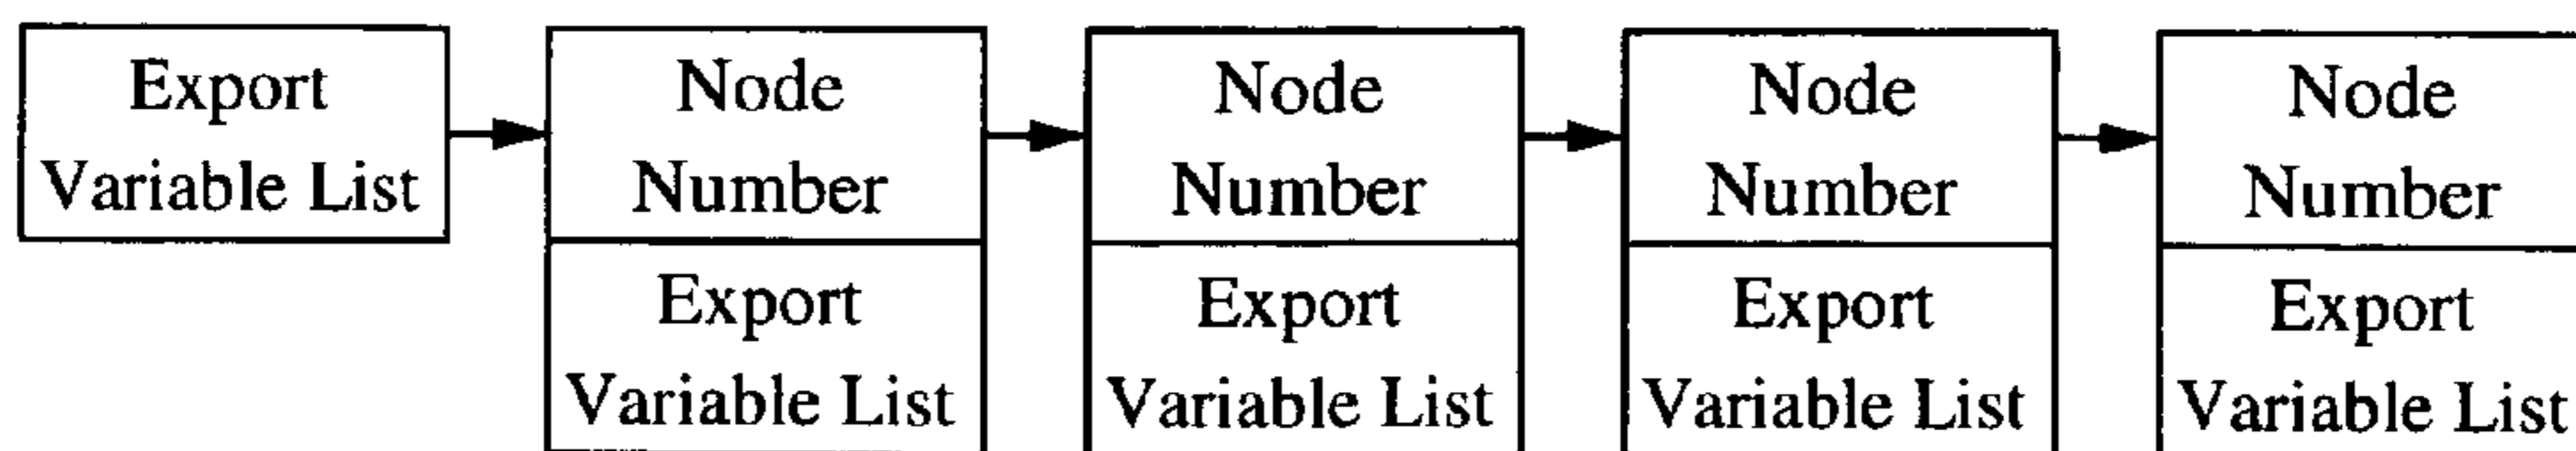 Export
Variable List
Node
Number
Export
Variable List
Node
Number
Export
Variable List
Node
Number
Export
Variable List
Node
Number
Export
Variable List